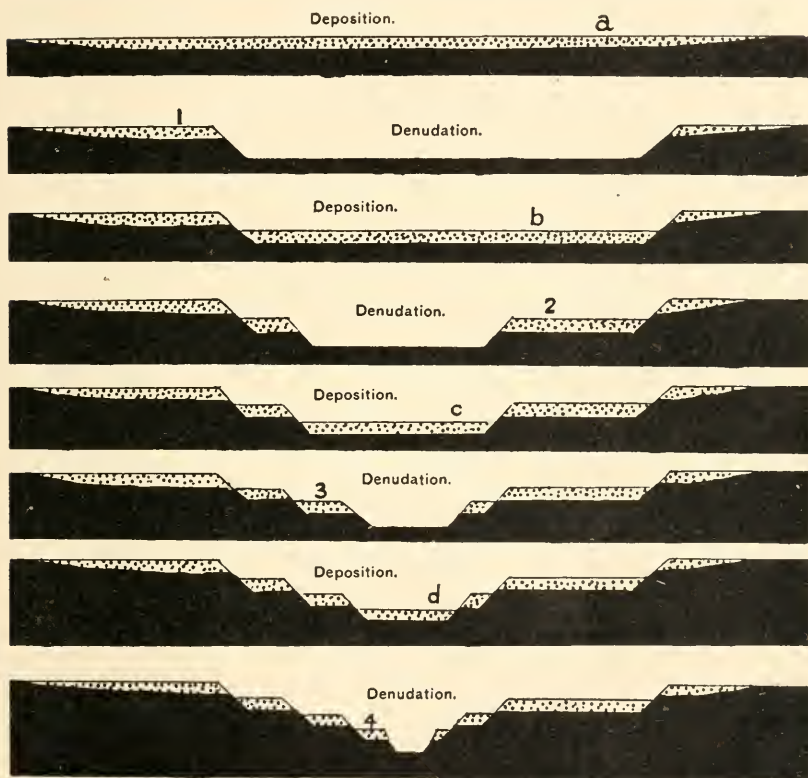 Deposition. a
1 Denudation.
Deposition. b
Denudation. 2
Deposition. c
3 Denudation.
Deposition. d
Denudation.
4